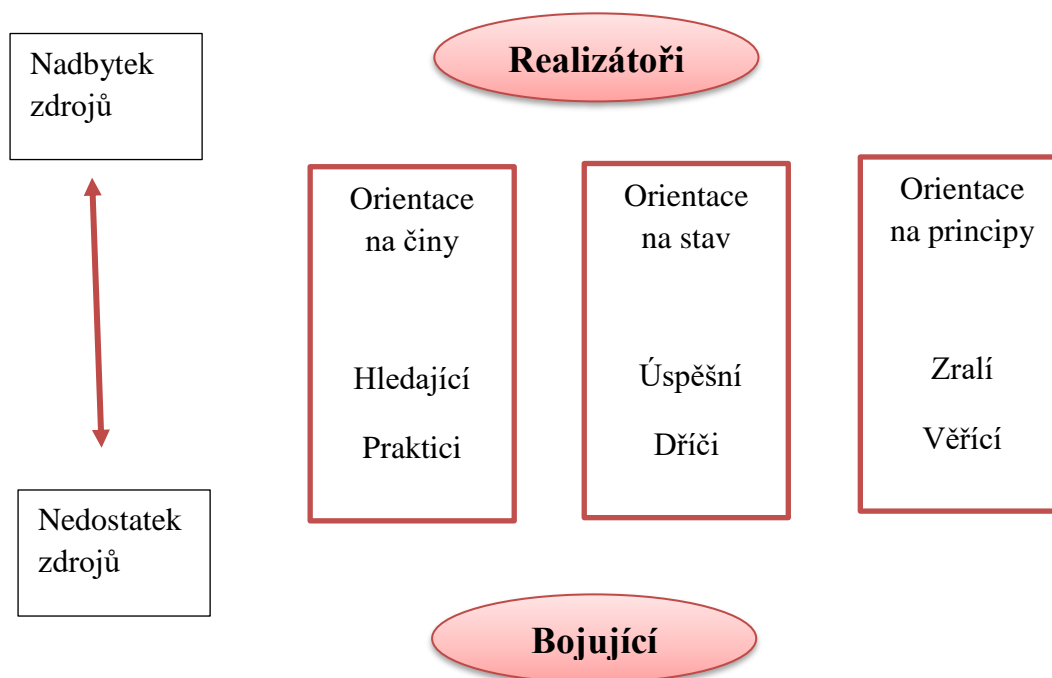 Nadbytek
zdrojů
Realizátoři
Orientace
na činy
Hledající
Praktici
Orientace
na stav
Úspěšní
Dříči
Orientace
na principy
Zralí
Věřící
Nedostatek
zdrojů
Bojující